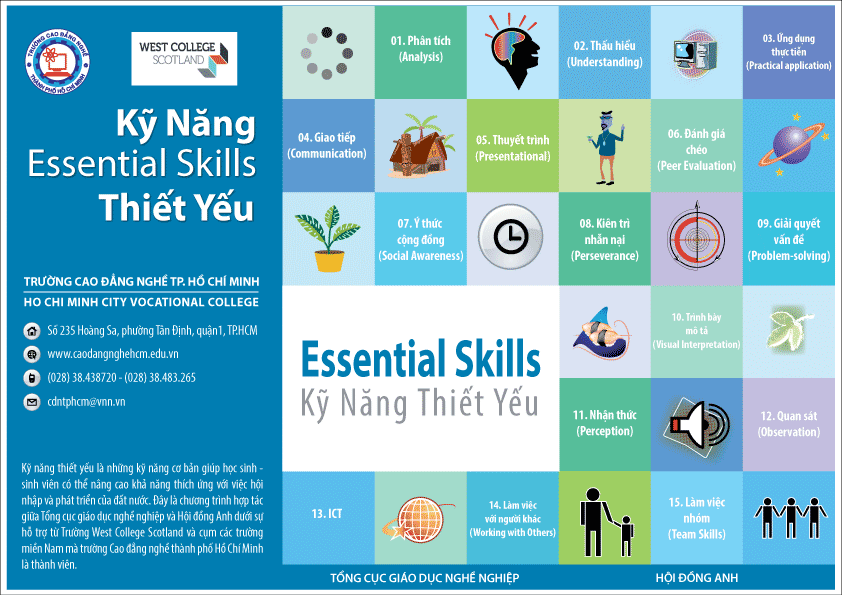 TRƯỜNG CAO ĐẲNG NGHỀ
THÀNH PHỐ HỒ CHÍ MINH
WEST COLLEGE
SCOTLAND
Kỹ Năng
Essential Skills
Thiết Yếu
TRƯỜNG CAO ĐẲNG NGHỀ TP. HỒ CHÍ MINH
HO CHI MINH CITY VOCATIONAL COLLEGE
Số 235 Hoàng Sa, phường Tân Định, quận1, TP.HCM
www.caodangnghehcm.edu.vn
(028) 38.438720 - (028) 38.483.265
cdntphcm@vnn.vn
Kỹ năng thiết yếu là những kỹ năng cơ bản giúp học sinh -
sinh viên có thể nâng cao khả năng thích ứng với việc hội
nhập và phát triển của đất nước. Đây là chương trình hợp tác
giữa Tổng cục giáo dục nghề nghiệp và Hội đồng Anh dưới sự
hỗ trợ từ Trường West College Scotland và cụm các trường
miền Nam mà trường Cao đẳng nghề thành phố Hồ Chí Minh
là thành viên.
01. Phân tích
(Analysis)
02. Thấu hiểu
(Understanding)
03. Ứng dụng
thực tiễn
(Practical application)
04. Giao tiếp
(Communication)
05. Thuyết trình
(Presentational)
06. Đánh giá
chéo
(Peer Evaluation)
07. Ý thức
cộng đồng
(Social Awareness)
08. Kiên trì
nhẫn nại
(Perseverance)
09. Giải quyết
vấn đề
(Problem-solving)
Essential Skills
Kỹ Năng Thiết Yếu
10. Trình bày
mô tả
(Visual Interpretation)
11. Nhận thức
(Perception)
12. Quan sát
(Observation)
13. ICT
14. Làm việc
với người khác
(Working with Others)
15. Làm việc
nhóm
(Team Skills)
TỔNG CỤC GIÁO DỤC NGHỀ NGHIỆP
HỘI ĐỒNG ANH